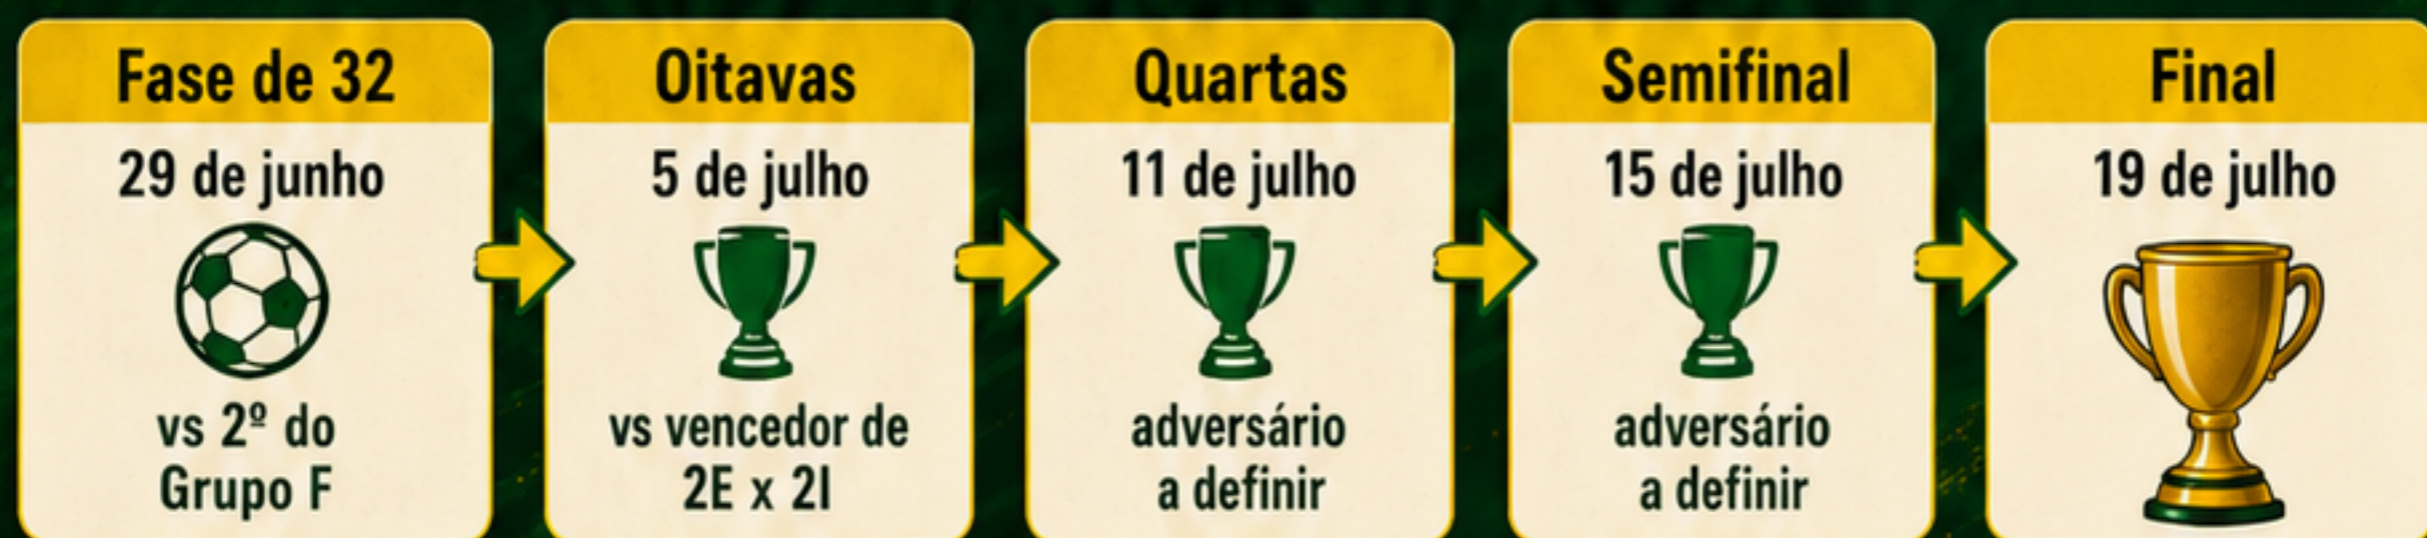 Fase de 32
29 de junho
vs 2º do
Grupo F
Oitavas
5 de julho
vs vencedor de
2E x 2I
Quartas
11 de julho
adversário
a definir
Semifinal
15 de julho
adversário
a definir
Final
19 de julho